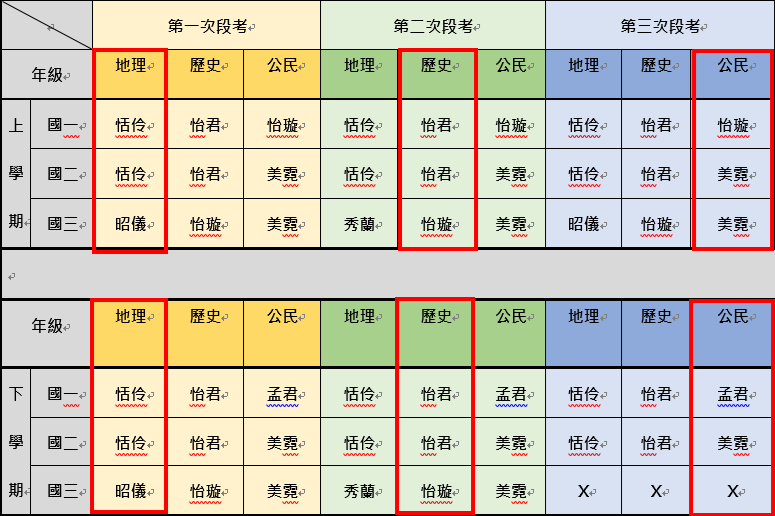 第一次段考 第二次段考 第三次段考
年級 地理 歷史 公民 地理 歷史 公民 地理 歷史 公民
上學期
國一 恬伶 怡君 怡璇 恬伶 怡君 怡璇 恬伶 怡君 怡璇
國二 恬伶 怡君 美霓 恬伶 怡君 美霓 恬伶 怡君 美霓
國三 昭儀 怡璇 美霓 秀蘭 怡璇 美霓 昭儀 怡璇 美霓
年級 地理 歷史 公民 地理 歷史 公民 地理 歷史 公民
下學期
國一 恬伶 怡君 孟君 恬伶 怡君 孟君 恬伶 怡君 孟君
國二 恬伶 怡君 美霓 恬伶 怡君 美霓 恬伶 怡君 美霓
國三 昭儀 怡璇 美霓 秀蘭 怡璇 美霓 X X X